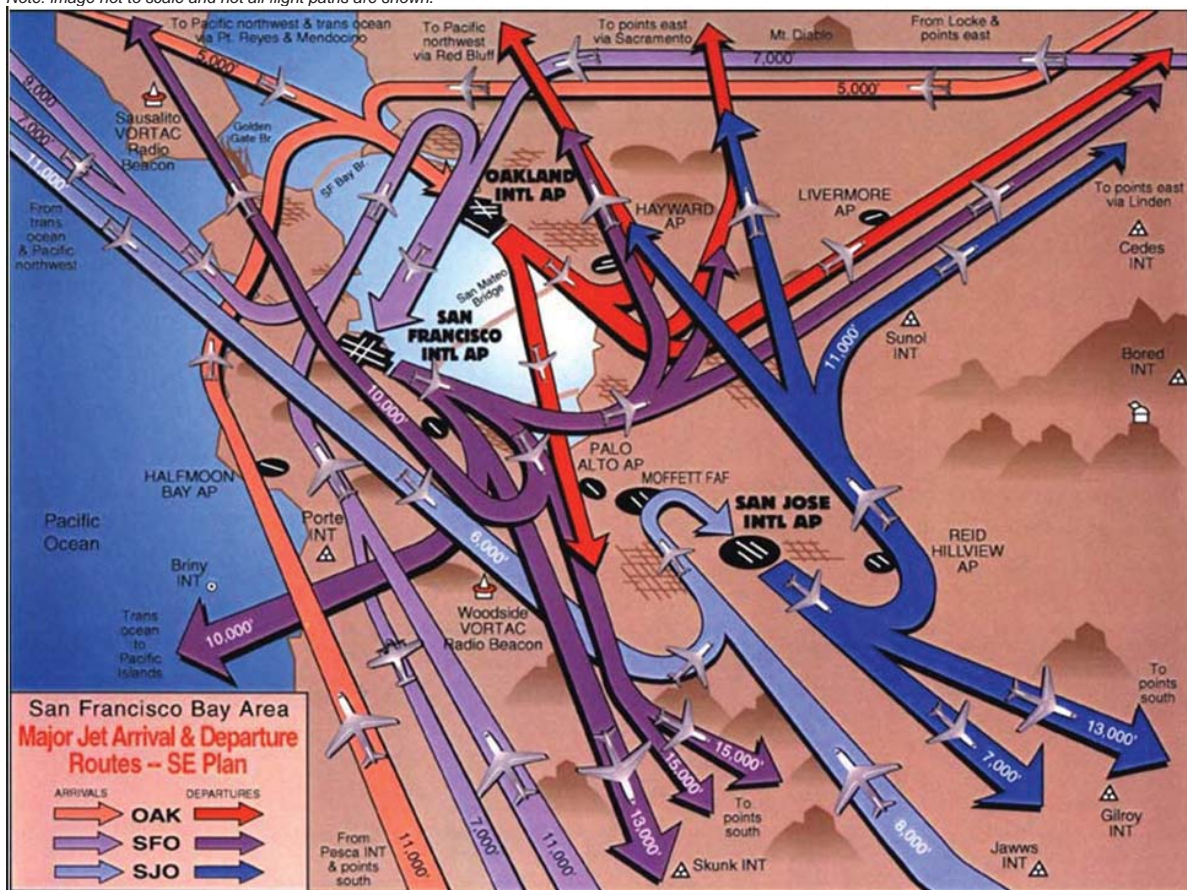 Note: Image not to scale and not all flight paths are shown.
To Pacific northwest & trans ocean
via Pt. Reyes & Mendocino
To Pacific
northwest
via Red Bluff
To points east
via Sacramento
Mt. Diablo
From Locke &
points east
5,000'
7,000'
5,000'
9,000
7,000'
11,000'
Sausalito
VORTAC
Radio
Beacon
Golden
Gate Br.
SF Bay Br.
OAKLAND
INTL AP
HAYWARD
AP
LIVERMORE
AP
To points east
via Linden
Cedes
INT
From
trans
ocean
& Pacific
northwest
San Mateo
Bridge
SAN
FRANCISCO
INTL AP
Sunol
INT
11,000'
Bored
INT
10,000'
HALFMOON
BAY AP
PALO
ALTO AP
MOFFETT FAF
SAN JOSE
INTL AP
REID
HILLVIEW
AP
Pacific
Ocean
Porte
INT
6,000'
Briny
INT
Woodside
VORTAC
Radio Beacon
10,000'
Trans
ocean
to
Pacific
Islands
To
points
south
13,000'
7,000'
15,000'
15,000'
13,000'
To
points
south
8,000'
Gilroy
INT
Jawws
INT
Skunk INT
From
Pesca INT
& points
south
11,000'
7,000'
11,000'
San Francisco Bay Area
Major Jet Arrival & Departure
Routes -- SE Plan
ARRIVALS DEPARTURES
OAK
SFO
SJO